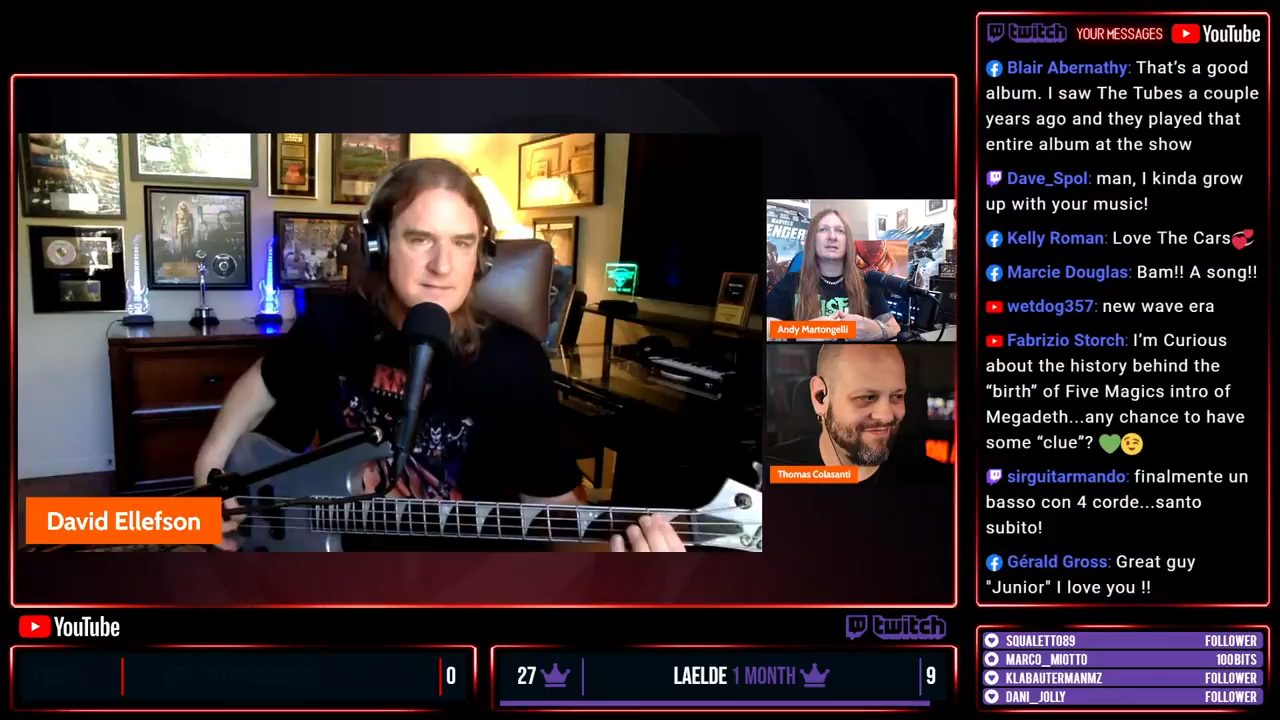 twitch YOUR MESSAGES YouTube
Blair Abernathy: That's a good
album. I saw The Tubes a couple
years ago and they played that
entire album at the show
Dave_Spol: man, I kinda grow
up with your music!
Kelly Roman: Love The Cars💞
Marcie Douglas: Bam!! A song!!
wetdog357: new wave era
Fabrizio Storch: I'm Curious
about the history behind the
“birth” of Five Magics intro of
Megadeth...any chance to have
some “clue”? 💚😉
sirguitarmando: finalmente un
basso con 4 corde...santo
subito!
Gérald Gross: Great guy
"Junior" I love you !!
Andy Martongelli
Thomas Colasanti
David Ellefson
YouTube
twitch
0
27
LAELDE 1 MONTH
9
SQUALETTO89 FOLLOWER
MARCO_MIOTTO 100BITS
KLABAUTERMANMZ FOLLOWER
DANI_JOLLY FOLLOWER